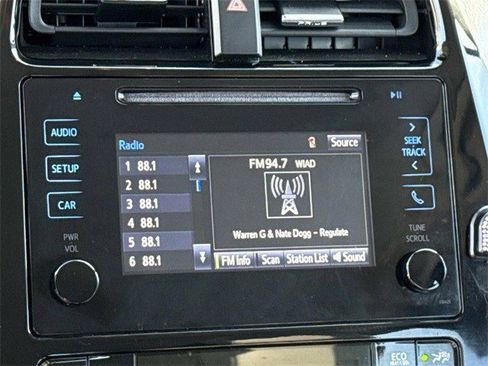 AUDIO
SETUP
CAR
PWR
VOL
Radio
Source
1 88.1
2 88.1
3 88.1
4 88.1
5 88.1
6 88.1
FM94.7 WIAD
Warren G & Nate Dogg – Regulate
FM Info Scan Station List Sound
SEEK
TRACK
TUNE
SCROLL
ECO